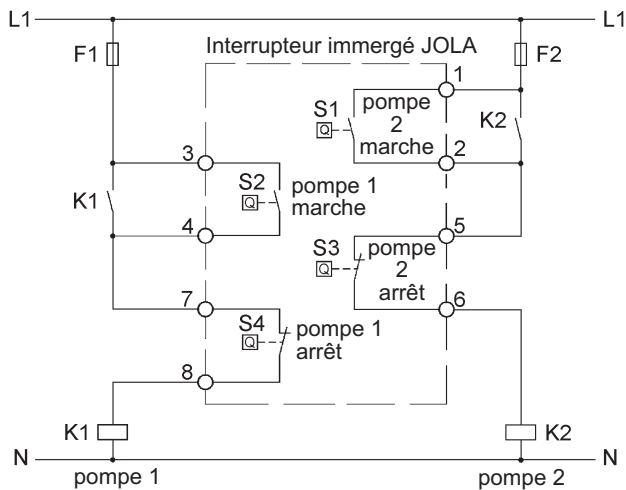 L1 L1
F1 Interrupteur immergé JOLA F2
1
S1 pompe K2
Q 2
marche 2
3
S2 pompe 1
K1 Q marche
4 5
S3 pompe
Q 2
arrêt
7 6
S4 pompe 1
Q arrêt
8
K1 K2
N N
pompe 1 pompe 2